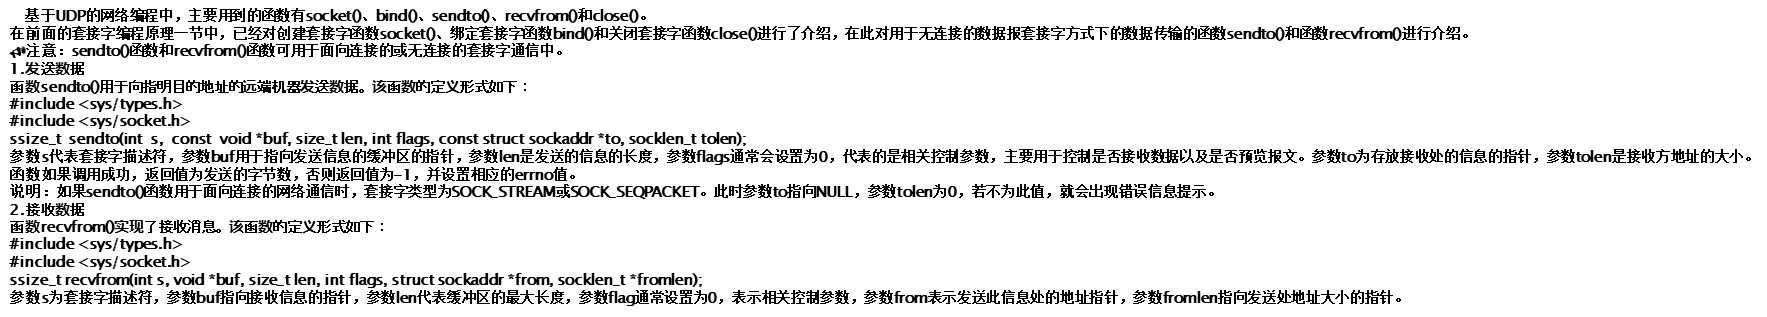 基于UDP的网络编程中，主要用到的函数有socket()、bind()、sendto()、recvfrom()和close()。
在前面的套接字编程原理一节中，已经对创建套接字函数socket()、绑定套接字函数bind()和关闭套接字函数close()进行了介绍，在此对用于无连接的数据报套接字方式下的数据传输的函数sendto()和函数recvfrom()进行介绍。
注意：sendto()函数和recvfrom()函数可用于面向连接的或无连接的套接字通信中。
1.发送数据
函数sendto()用于向指明目的地址的远端机器发送数据。该函数的定义形式如下：
#include <sys/types.h>
#include <sys/socket.h>
ssize_t sendto(int s, const void *buf, size_t len, int flags, const struct sockaddr *to, socklen_t tolen);
参数s代表套接字描述符，参数buf用于指向发送信息的缓冲区的指针，参数len是发送的信息的长度，参数flags通常会设置为0，代表的是相关控制参数，主要用于控制是否接收数据以及是否预览报文。参数to为存放接收处的信息的指针，参数tolen是接收方地址的大小。
函数如果调用成功，返回值为发送的字节数，否则返回值为-1，并设置相应的errno值。
说明：如果sendto()函数用于面向连接的网络通信时，套接字类型为SOCK_STREAM或SOCK_SEQPACKET。此时参数to指向NULL，参数tolen为0，若不为此值，就会出现错误信息提示。
2.接收数据
函数recvfrom()实现了接收消息。该函数的定义形式如下：
#include <sys/types.h>
#include <sys/socket.h>
ssize_t recvfrom(int s, void *buf, size_t len, int flags, struct sockaddr *from, socklen_t *fromlen);
参数s为套接字描述符，参数buf指向接收信息的指针，参数len代表缓冲区的最大长度，参数flag通常设置为0，表示相关控制参数，参数from表示发送此信息处的地址指针，参数fromlen指向发送处地址大小的指针。